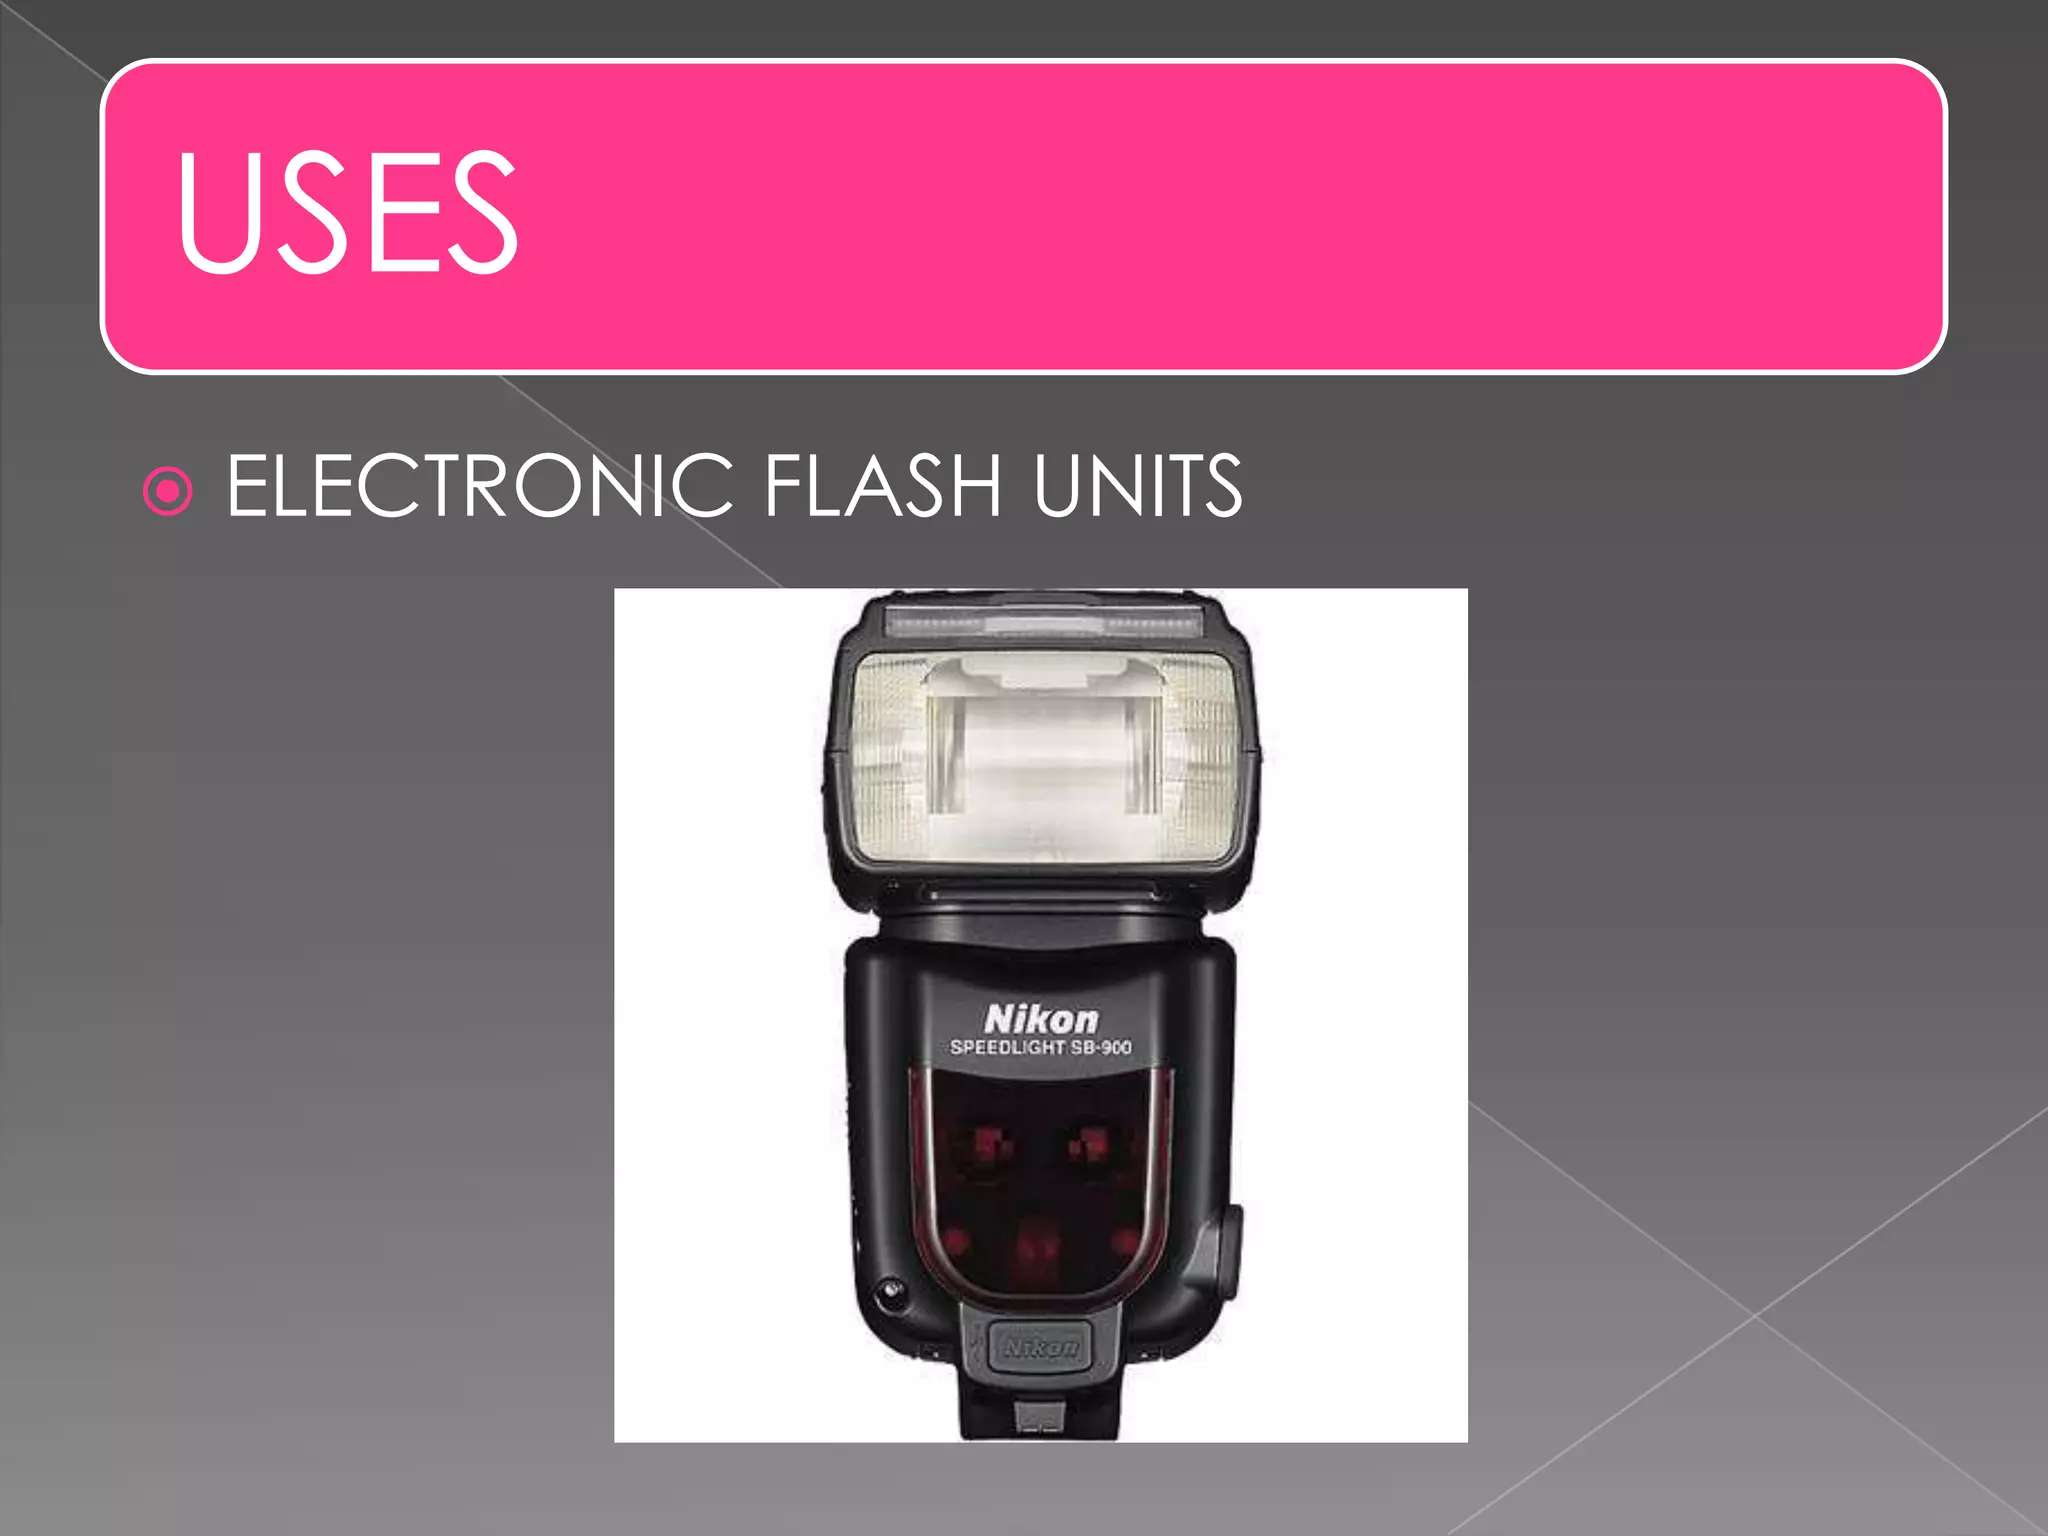 USES
ELECTRONIC FLASH UNITS
Nikon
SPEEDLIGHT SB-900
Nikon